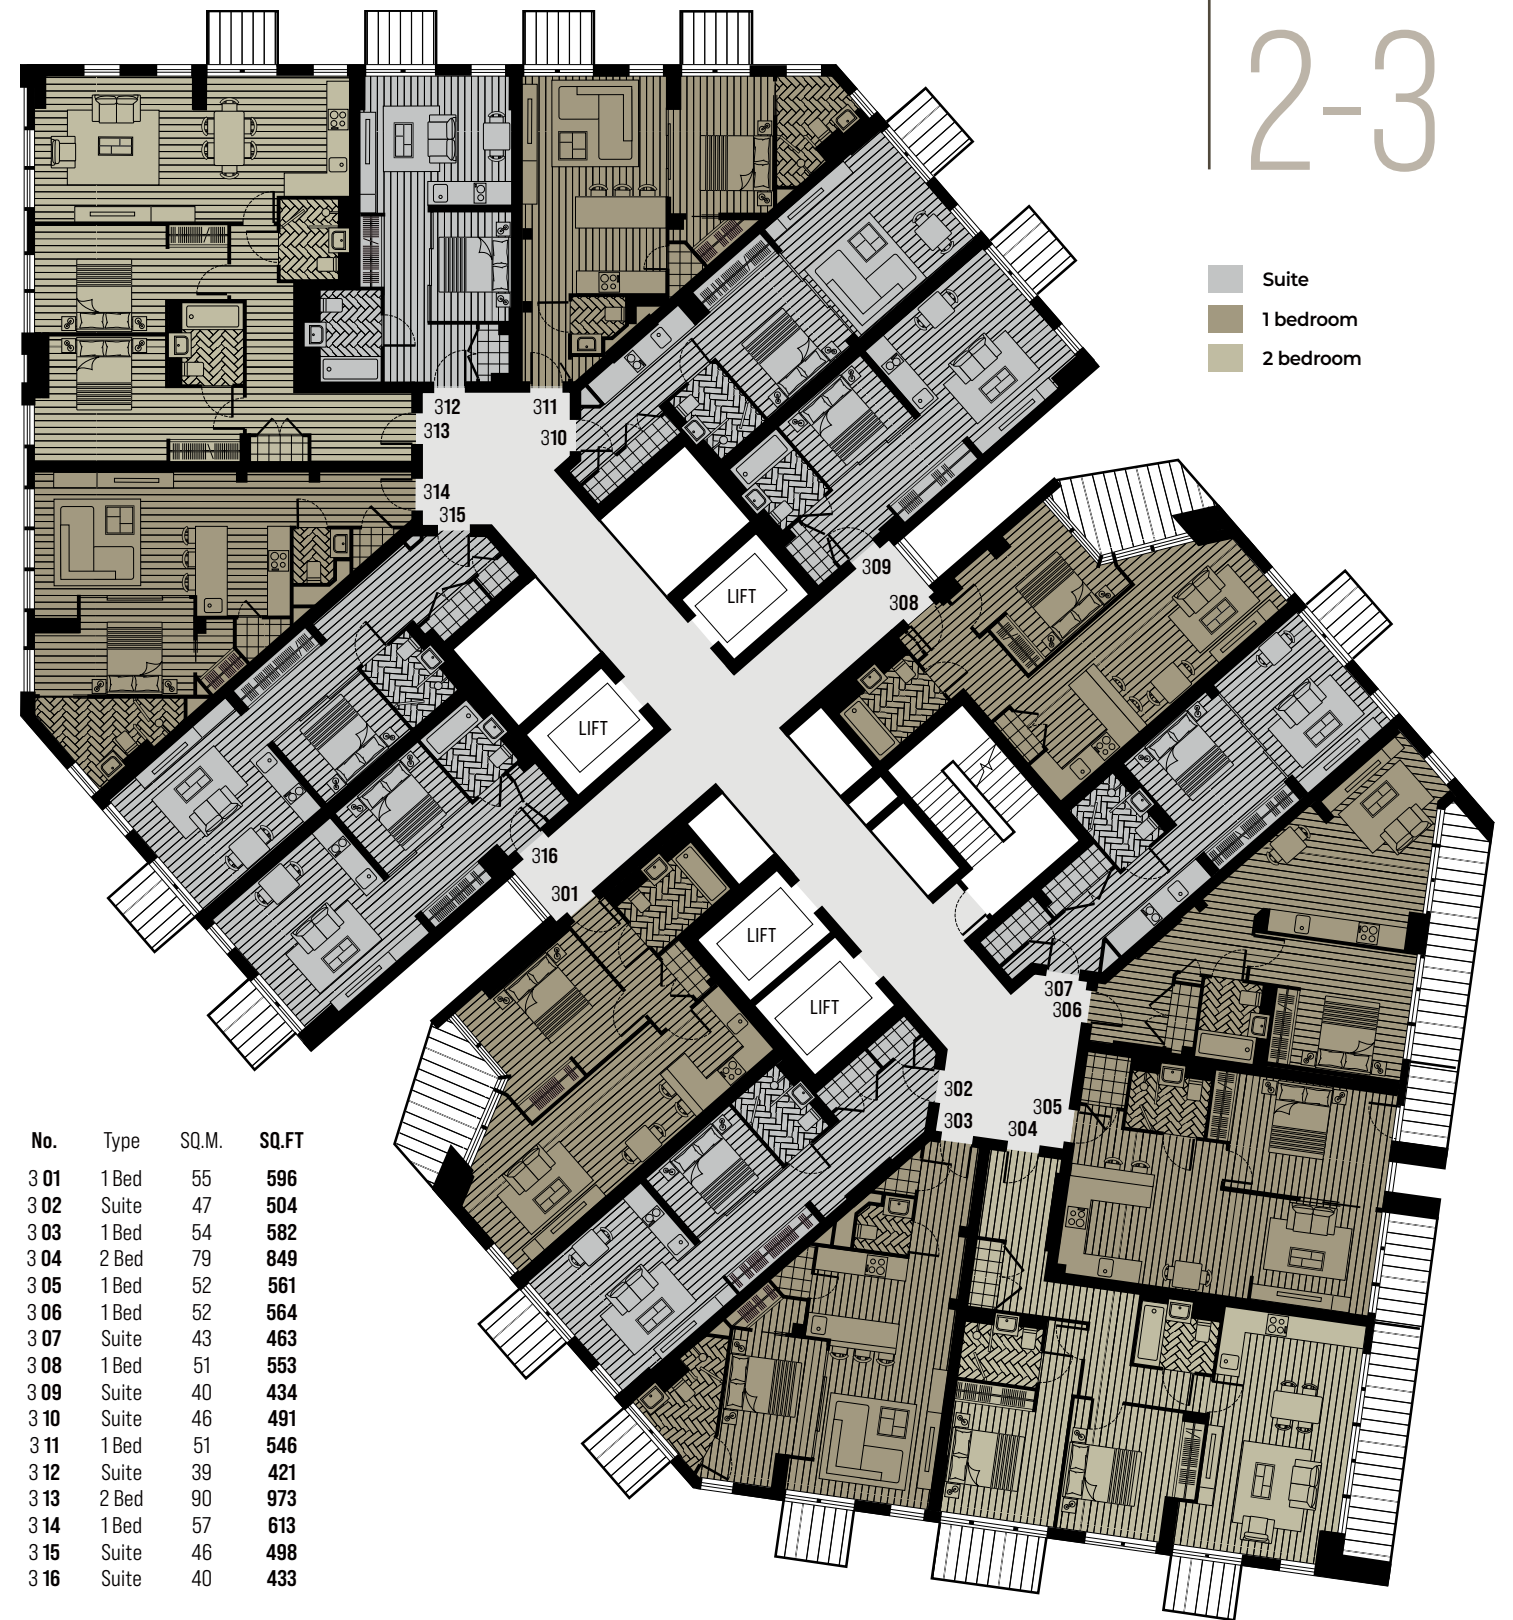 2-3
Suite
1 bedroom
2 bedroom
312
311
313
310
314
315
309
LIFT
308
LIFT
316
301
LIFT
307
306
LIFT
302
305
303
304
No. Type SQ.M. SQ.FT
3 01 1 Bed 55 596
3 02 Suite 47 504
3 03 1 Bed 54 582
3 04 2 Bed 79 849
3 05 1 Bed 52 561
3 06 1 Bed 52 564
3 07 Suite 43 463
3 08 1 Bed 51 553
3 09 Suite 40 434
3 10 Suite 46 491
3 11 1 Bed 51 546
3 12 Suite 39 421
3 13 2 Bed 90 973
3 14 1 Bed 57 613
3 15 Suite 46 498
3 16 Suite 40 433